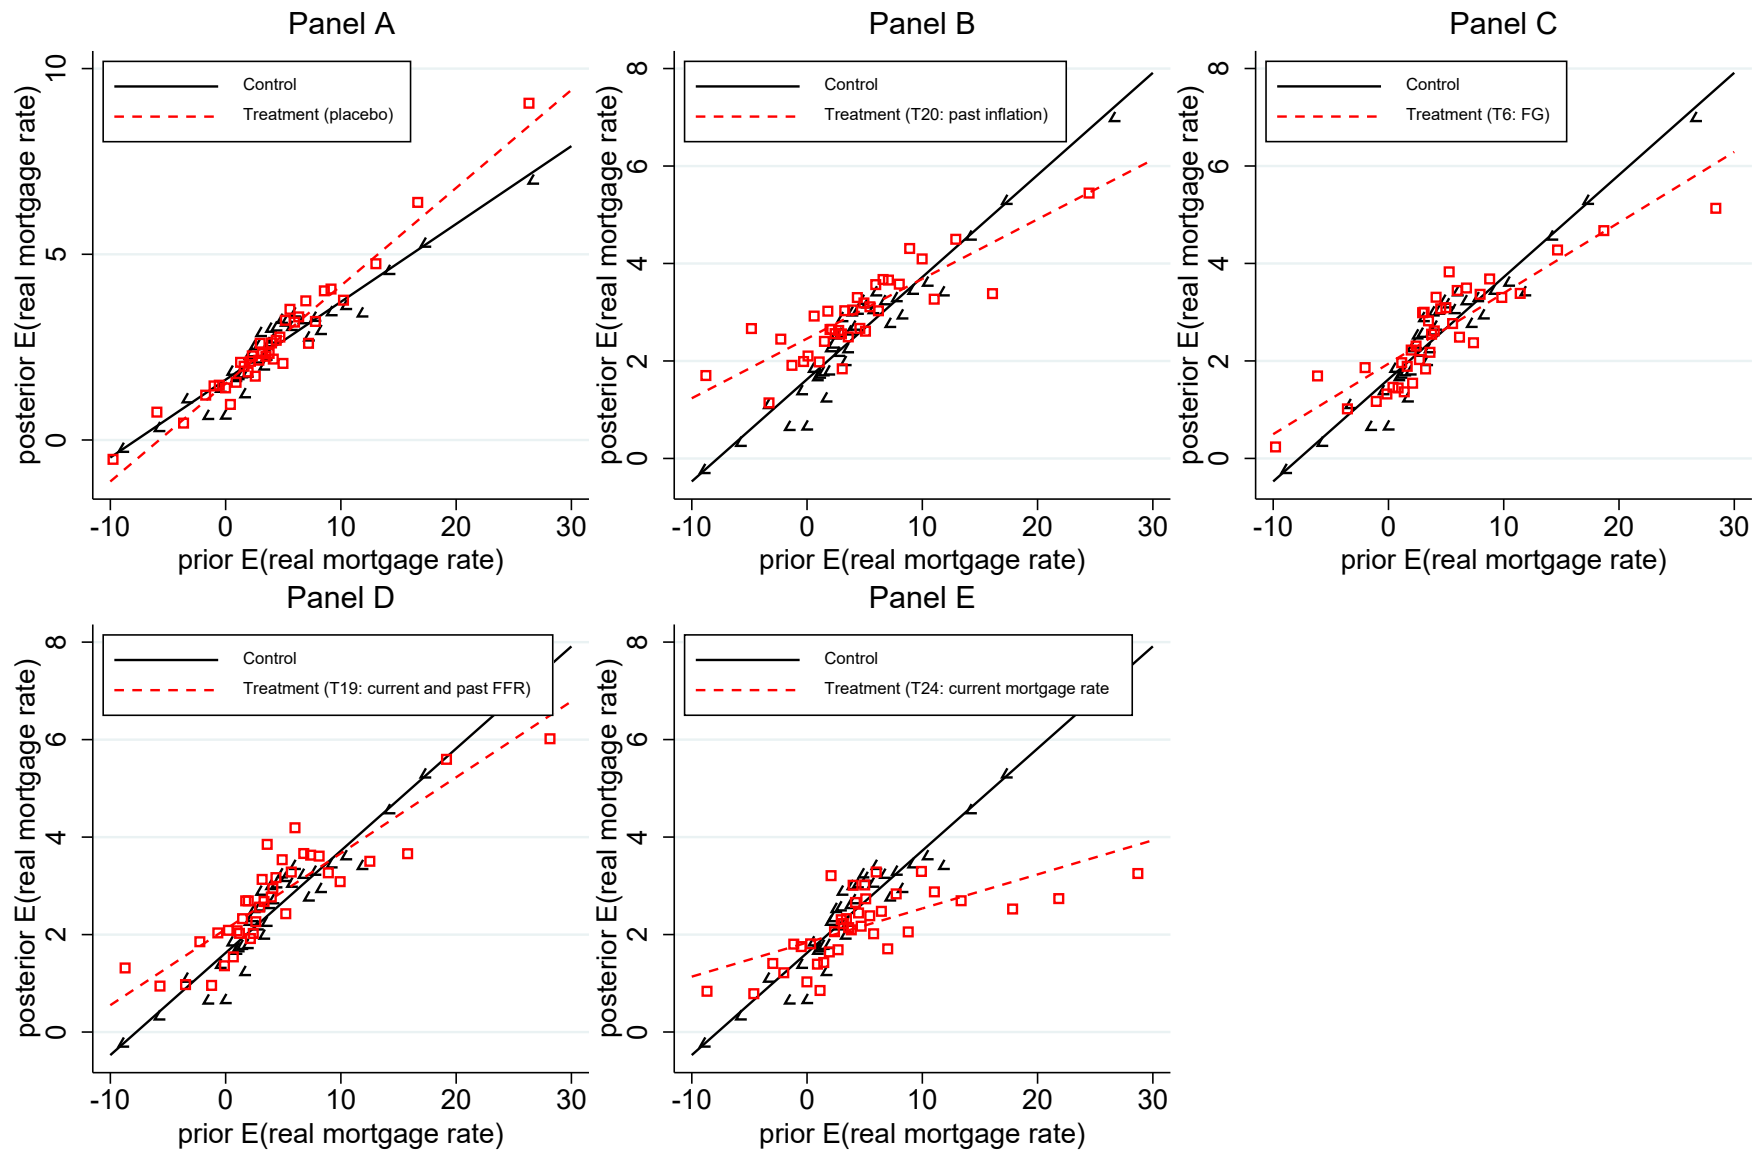 Panel A
Control
Treatment (placebo)
posterior E(real mortgage rate)
10
5
0
-10 0 10 20 30
prior E(real mortgage rate)
Panel B
Control
Treatment (T20: past inflation)
posterior E(real mortgage rate)
8
6
4
2
0
-10 0 10 20 30
prior E(real mortgage rate)
Panel C
Control
Treatment (T6: FG)
posterior E(real mortgage rate)
8
6
4
2
0
-10 0 10 20 30
prior E(real mortgage rate)
Panel D
Control
Treatment (T19: current and past FFR)
posterior E(real mortgage rate)
8
6
4
2
0
-10 0 10 20 30
prior E(real mortgage rate)
Panel E
Control
Treatment (T24: current mortgage rate
posterior E(real mortgage rate)
8
6
4
2
0
-10 0 10 20 30
prior E(real mortgage rate)